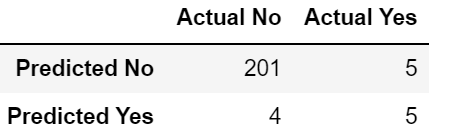 Actual No Actual Yes
Predicted No 201 5
Predicted Yes 4 5